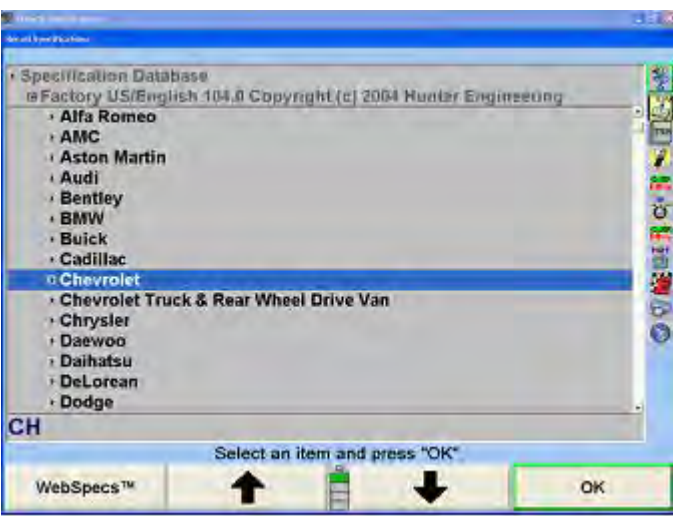 Specification Database
Factory US/English 104.0 Copyright (c) 2004 Hunter Engineering
Alfa Romeo
AMC
Aston Martin
Audi
Bentley
BMW
Buick
Cadillac
Chevrolet
Chevrolet Truck & Rear Wheel Drive Van
Chrysler
Daewoo
Daihatsu
DeLorean
Dodge
CH
Select an item and press "OK"
WebSpecs™
OK